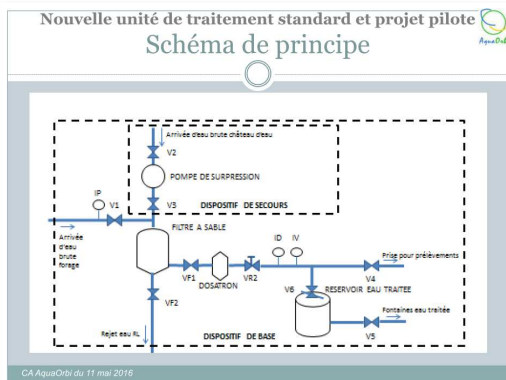 Nouvelle unité de traitement standard et projet pilote
AquaOrbi
Schéma de principe
Arrivée d'eau brute château d'eau
V2
POMPE DE SURPRESSION
IP
V1
V3
DISPOSITIF DE SECOURS
FILTRE A SABLE
ID
IV
Arrivée
d'eau
brute
forage
Prise pour prélèvements
VF1
DOSATRON
VR2
V4
V6
RESERVOIR EAU TRAITEE
VF2
Fontaines eau traitée
Rejet eau RL
DISPOSITIF DE BASE
V5
CA AquaOrbi du 11 mai 2016